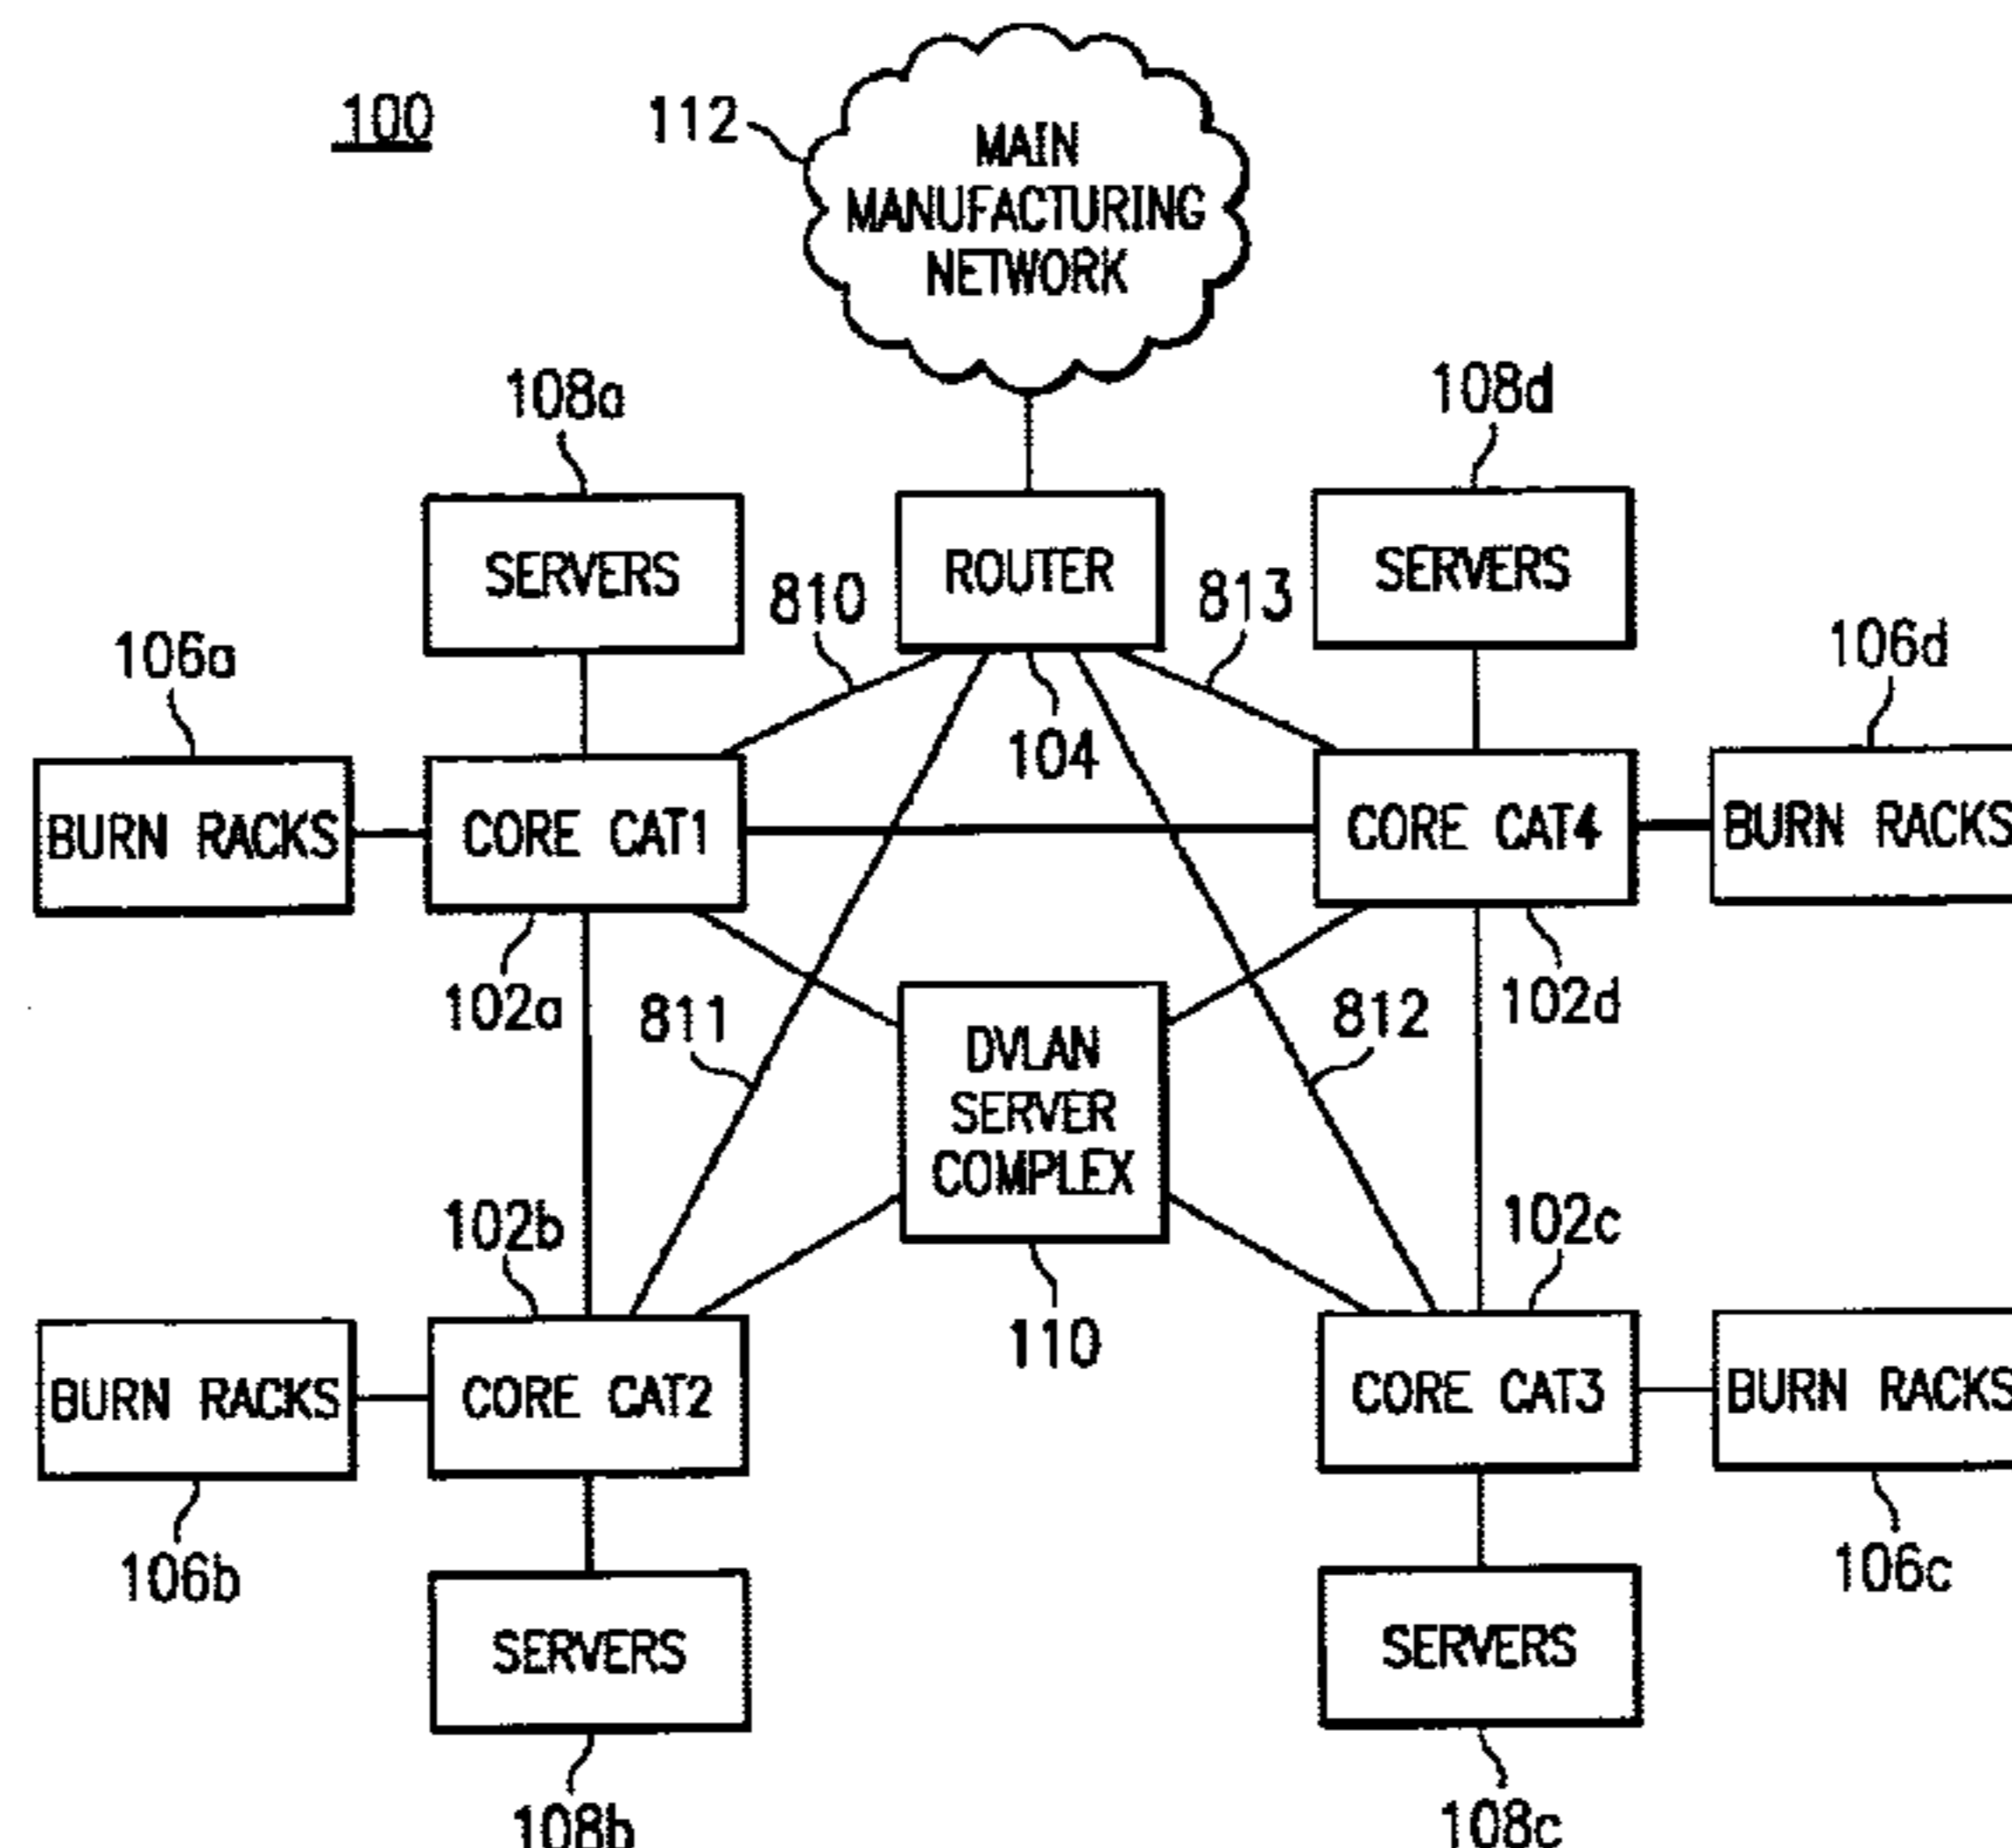 100
112
MAIN
MANUFACTURING
NETWORK
108a
108d
SERVERS
ROUTER
SERVERS
810
813
106a
106d
104
BURN RACKS
CORE CAT1
CORE CAT4
BURN RACKS
102a
811
DVLAN
SERVER
COMPLEX
812
102d
102b
102c
110
BURN RACKS
CORE CAT2
CORE CAT3
BURN RACKS
106b
106c
SERVERS
SERVERS
108b
108c